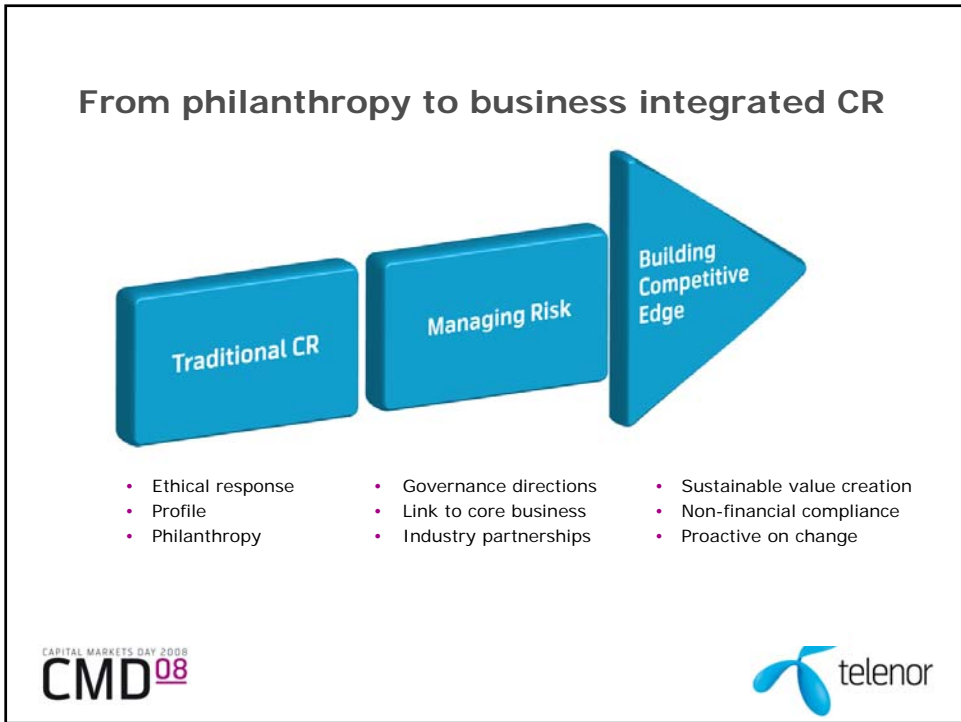 From philanthropy to business integrated CR
Traditional CR
Managing Risk
Building
Competitive
Edge
• Ethical response
• Profile
• Philanthropy
• Governance directions
• Link to core business
• Industry partnerships
• Sustainable value creation
• Non-financial compliance
• Proactive on change
CAPITAL MARKETS DAY 2008
CMD08
telenor